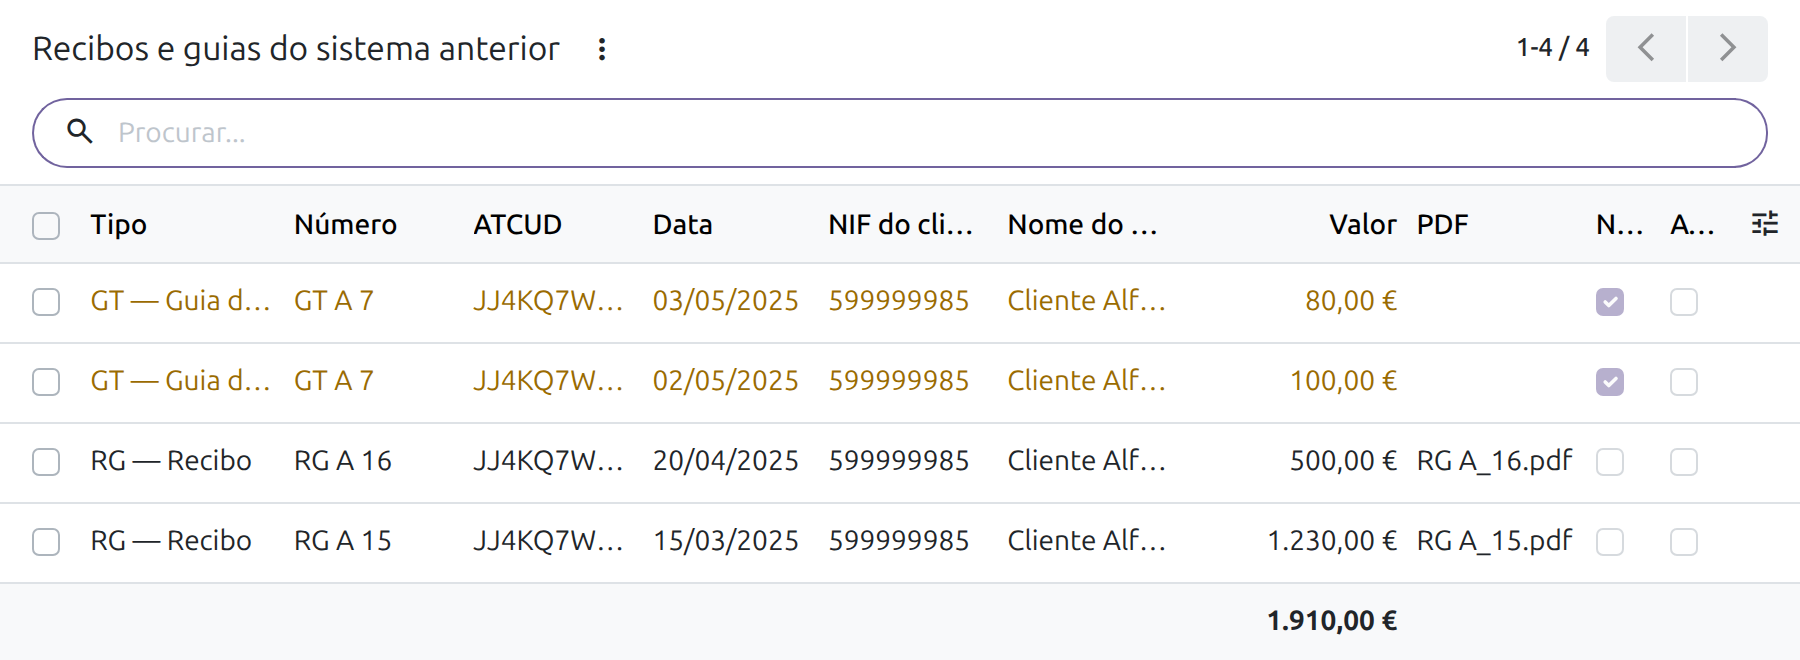 Recibos e guias do sistema anterior
1-4 / 4
Procurar...
Tipo Número ATCUD Data NIF do cli... Nome do ... Valor PDF N... A...
GT — Guia d... GT A 7 JJ4KQ7W... 03/05/2025 599999985 Cliente Alf... 80,00 €
GT — Guia d... GT A 7 JJ4KQ7W... 02/05/2025 599999985 Cliente Alf... 100,00 €
RG — Recibo RG A 16 JJ4KQ7W... 20/04/2025 599999985 Cliente Alf... 500,00 € RG A_16.pdf
RG — Recibo RG A 15 JJ4KQ7W... 15/03/2025 599999985 Cliente Alf... 1.230,00 € RG A_15.pdf
1.910,00 €